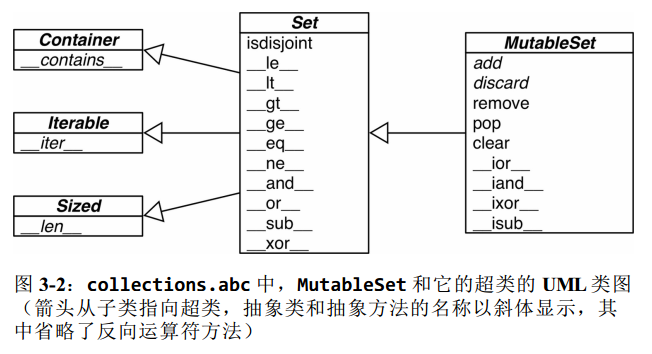 Container
__contains__
Iterable
__iter__
Sized
__len__
Set
isdisjoint
__le__
__lt__
__gt__
__ge__
__eq__
__ne__
__and__
__or__
__sub__
__xor__
MutableSet
add
discard
remove
pop
clear
__ior__
__iand__
__ixor__
__isub__
图 3-2：collections.abc 中，MutableSet 和它的超类的 UML 类图
（箭头从子类指向超类，抽象类和抽象方法的名称以斜体显示，其
中省略了反向运算符方法）